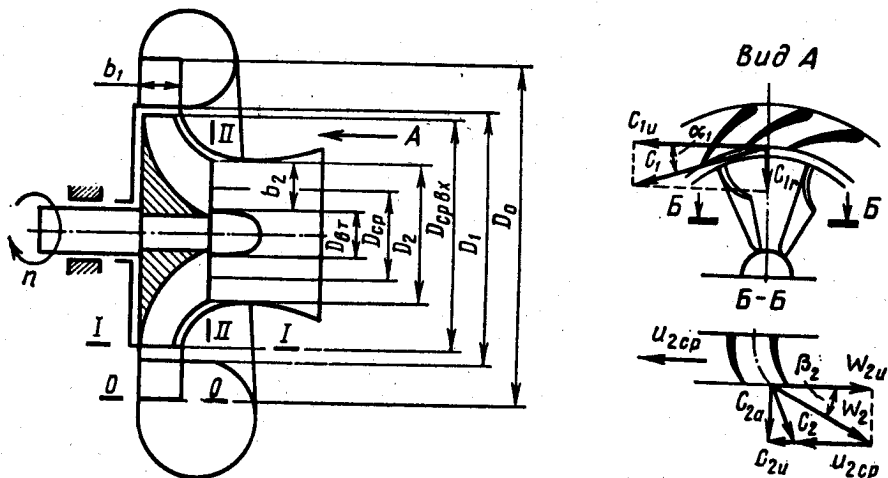 b₁
II
A
b₂
Dвт
Dср
D₂
Dср вх
D₁
D₀
n
I
II
I
0
0
Вид А
C₁u
α₁
C₁
C₁r
Б
Б
Б-Б
u₂ср
β₂
W₂u
W₂
C₂a
C₂
C₂u
u₂ср